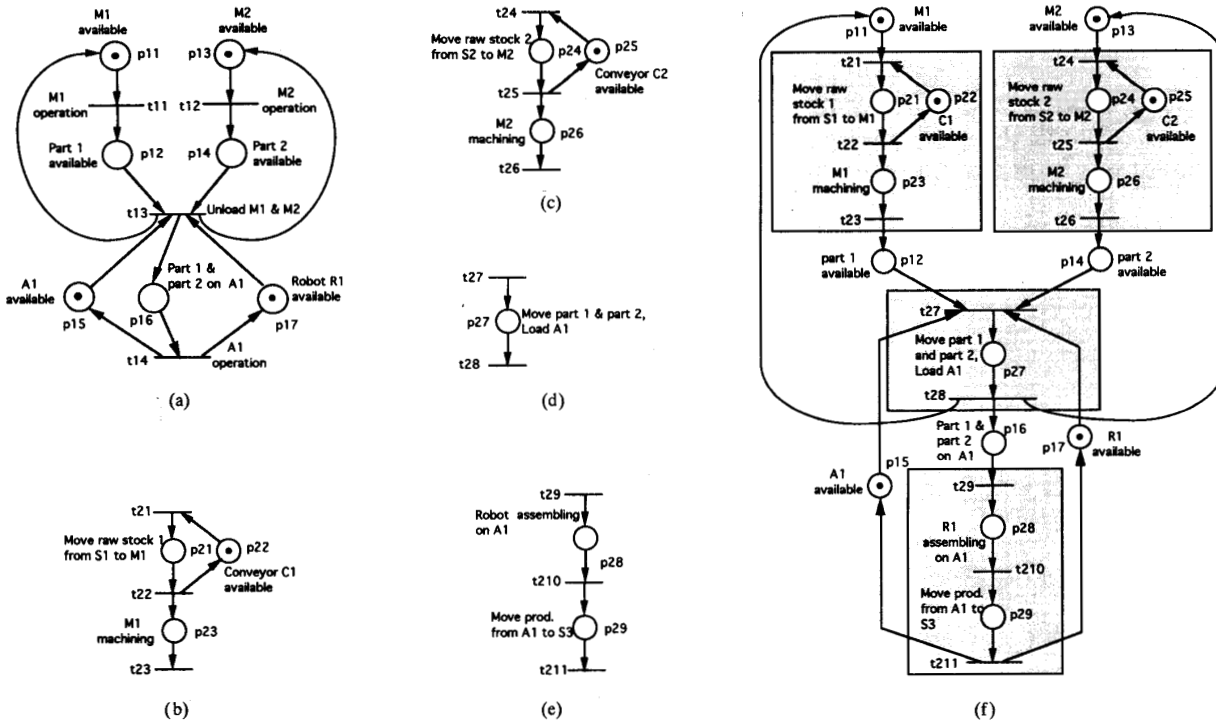 M1
available
p11
M2
available
p13
M1
operation
t11
t12
M2
operation
Part 1
available
p12
p14
Part 2
available
t13
Unload M1 & M2
A1
available
p15
Part 1 &
part 2 on A1
p16
Robot R1
available
p17
t14
A1
operation
(a)
t21
Move raw stock 1
from S1 to M1
p21
p22
Conveyor C1
available
t22
M1
machining
p23
t23
(b)
t24
Move raw stock 2
from S2 to M2
p24
p25
Conveyor C2
available
t25
M2
machining
p26
t26
(c)
t27
p27
Move part 1 & part 2,
Load A1
t28
(d)
t29
Robot assembling
on A1
p28
t210
Move prod.
from A1 to S3
p29
t211
(e)
M1
available
p11
M2
available
p13
t21
Move raw
stock 1
from S1 to M1
p21
p22
C1
available
t22
M1
machining
p23
t23
t24
Move raw
stock 2
from S2 to M2
p24
p25
C2
available
t25
M2
machining
p26
t26
part 1
available
p12
p14
part 2
available
t27
Move part 1
and part 2,
Load A1
p27
t28
Part 1 &
part 2
on A1
p16
p17
R1
available
A1
available
p15
t29
R1
assembling
on A1
p28
t210
Move prod.
from A1 to
S3
p29
t211
(f)